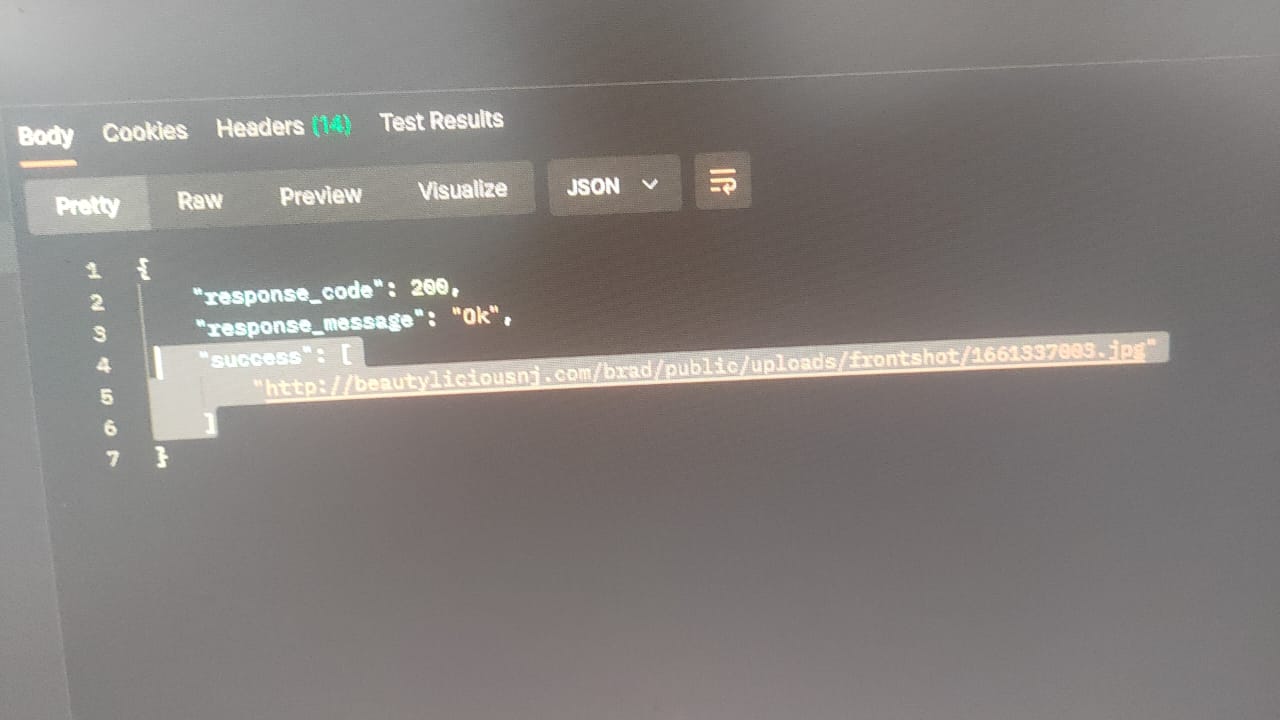 Body Cookies Headers (14) Test Results
Pretty Raw Preview Visualize JSON
1 {
2 "response_code": 200,
3 "response_message": "Ok",
4 "success": [
5 "http://beautyliciousnj.com/brad/public/uploads/frontshot/1661337003.jpg"
6 ]
7 }